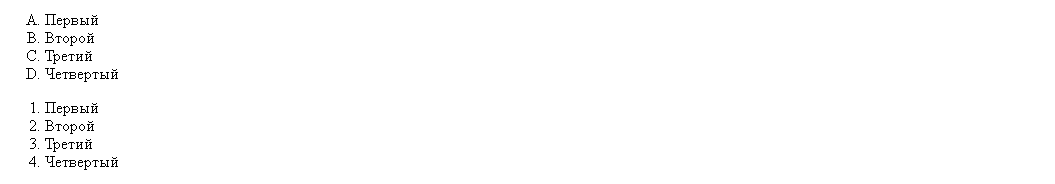 A. Первый
B. Второй
C. Третий
D. Четвертый
1. Первый
2. Второй
3. Третий
4. Четвертый